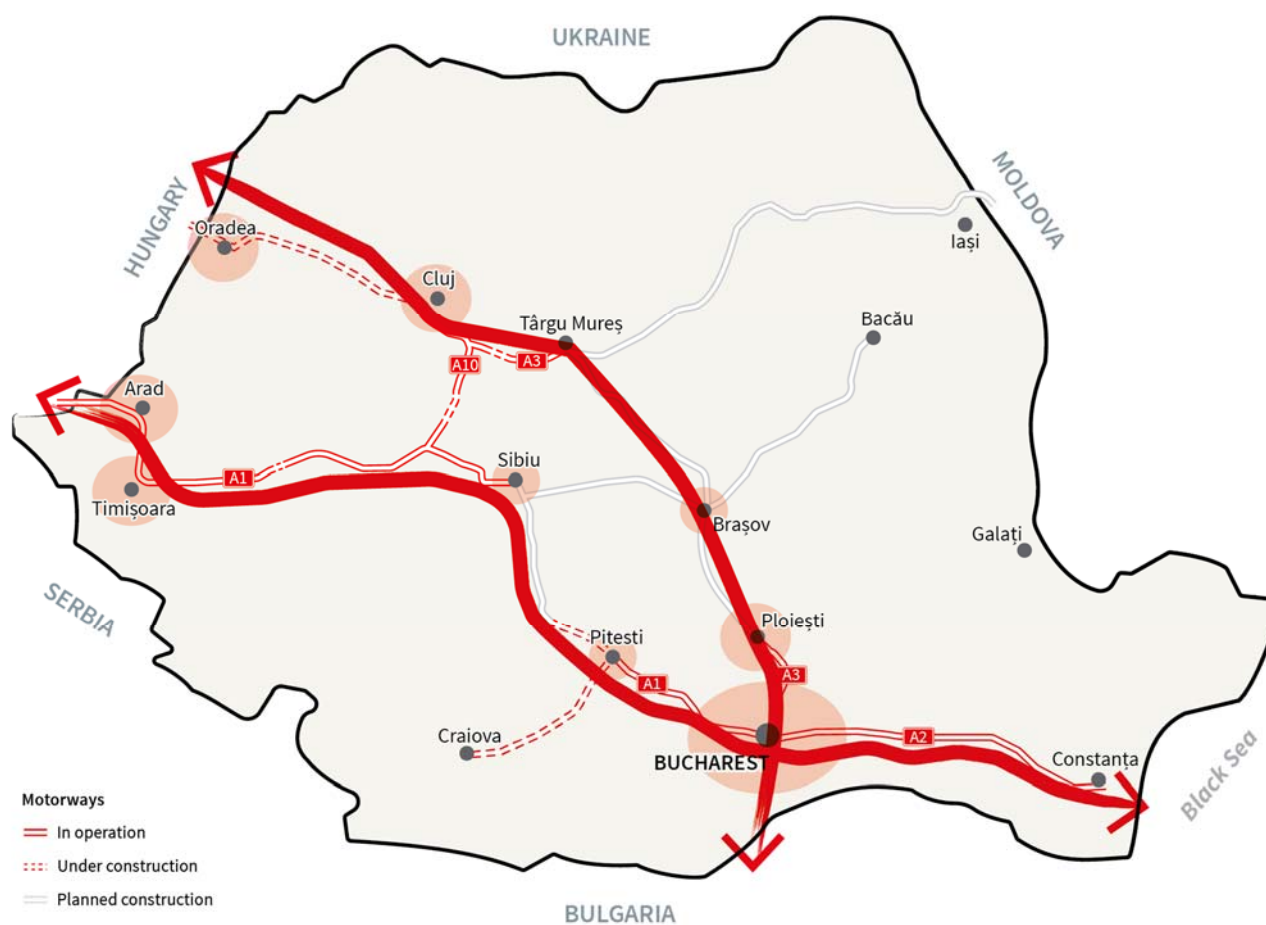 UKRAINE
MOLDOVA
HUNGARY
Oradea
Iași
Cluj
Târgu Mureș
Bacău
A10
A3
Arad
A1
Sibiu
Timișoara
Brașov
Galați
SERBIA
Ploiești
Pitesti
A1
A3
Craiova
A2
BUCHAREST
Constanța
Black Sea
Motorways
In operation
Under construction
Planned construction
BULGARIA